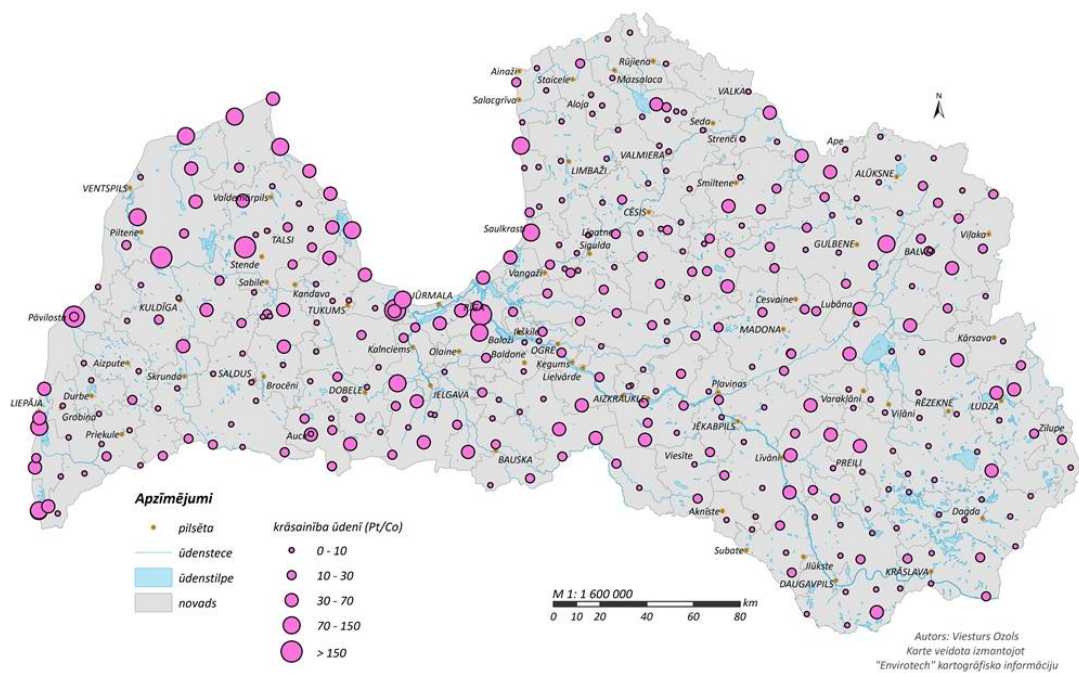 Ainaži
Rūjiena
Staicele
Mazsalaca
Salacgrīva
Aloja
VALKA
N
Seda
Strenči
Ape
VALMIERA
LIMBAŽI
ALŪKSNE
VENTSPILS
Valdemārpils
Smiltene
CĒSIS
Piltene
TALSI
Saulkrasti
Līgatne
Sigulda
GULBENE
BALVI
Viļaka
Stende
Vangaži
Sabile
Kandava
JŪRMALA
Cesvaine
Lubāna
KULDĪGA
TUKUMS
Pāvilosta
Ikšķile
MADONA
Kārsava
Kalnciems
Olaine
Baloži
Baldone
OGRE
Ķegums
Lielvārde
Aizpute
Skrunda
SALDUS
Brocēni
DOBELE
JELGAVA
AIZKRAUKLE
Pļaviņas
Varakļāni
Viļāni
RĒZEKNE
LUDZA
LIEPĀJA
Durbe
Grobiņa
Priekule
Auce
JĒKABPILS
Zilupe
BAUSKA
Viesīte
Līvāni
PREIĻI
Aknīste
Dagda
Subate
Ilūkste
DAUGAVPILS
KRĀSLAVA
Apzīmējumi
pilsēta
ūdenstece
ūdenstilpe
novads
krāsainība ūdenī (Pt/Co)
0 - 10
10 - 30
30 - 70
70 - 150
> 150
M 1: 1 600 000
km
0 10 20 40 60 80
Autors: Viesturs Ozols
Karte veidota izmantojot
"Envirotech" kartogrāfisko informāciju